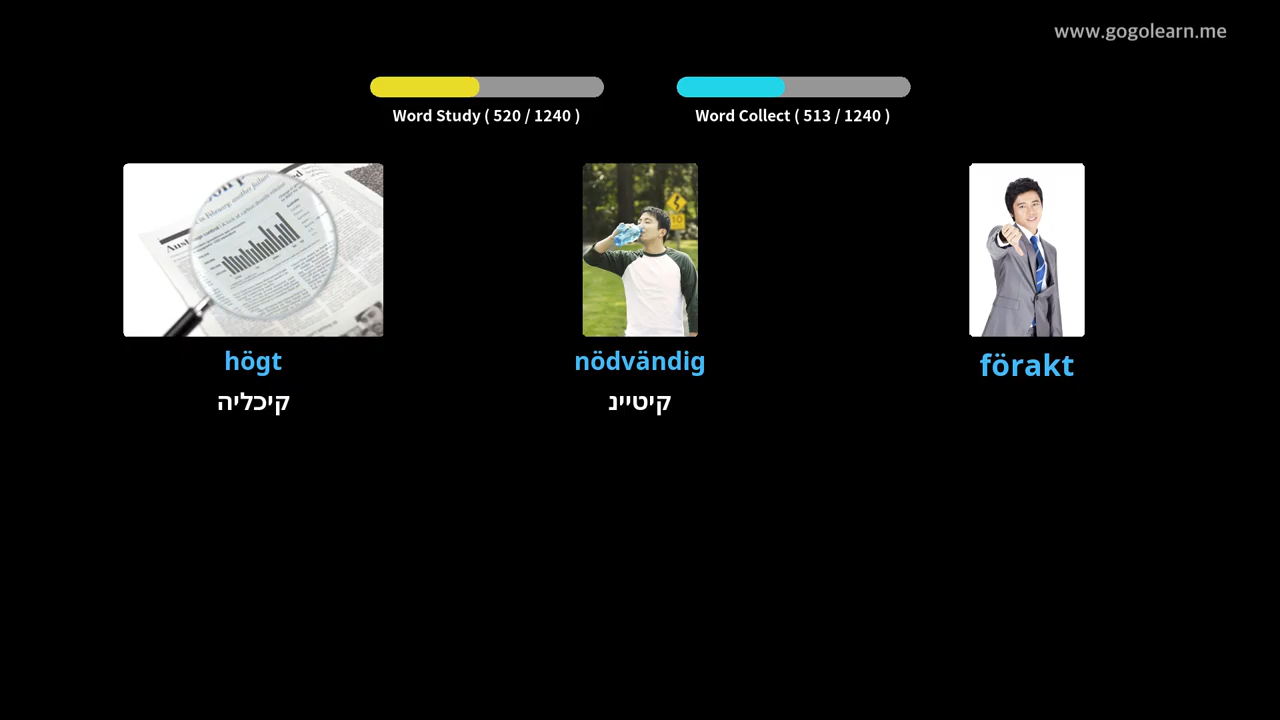 www.gogolearn.me
Word Study ( 520 / 1240 )
Word Collect ( 513 / 1240 )
högt
קיכליה
nödvändig
קיטיינ
förakt